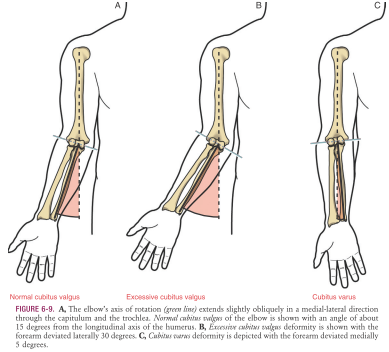 A
B
C
Normal cubitus valgus
Excessive cubitus valgus
Cubitus varus
FIGURE 6-9. A, The elbow's axis of rotation (green line) extends slightly obliquely in a medial-lateral direction
through the capitulum and the trochlea. Normal cubitus valgus of the elbow is shown with an angle of about
15 degrees from the longitudinal axis of the humerus. B, Excessive cubitus valgus deformity is shown with the
forearm deviated laterally 30 degrees. C, Cubitus varus deformity is depicted with the forearm deviated medially
5 degrees.